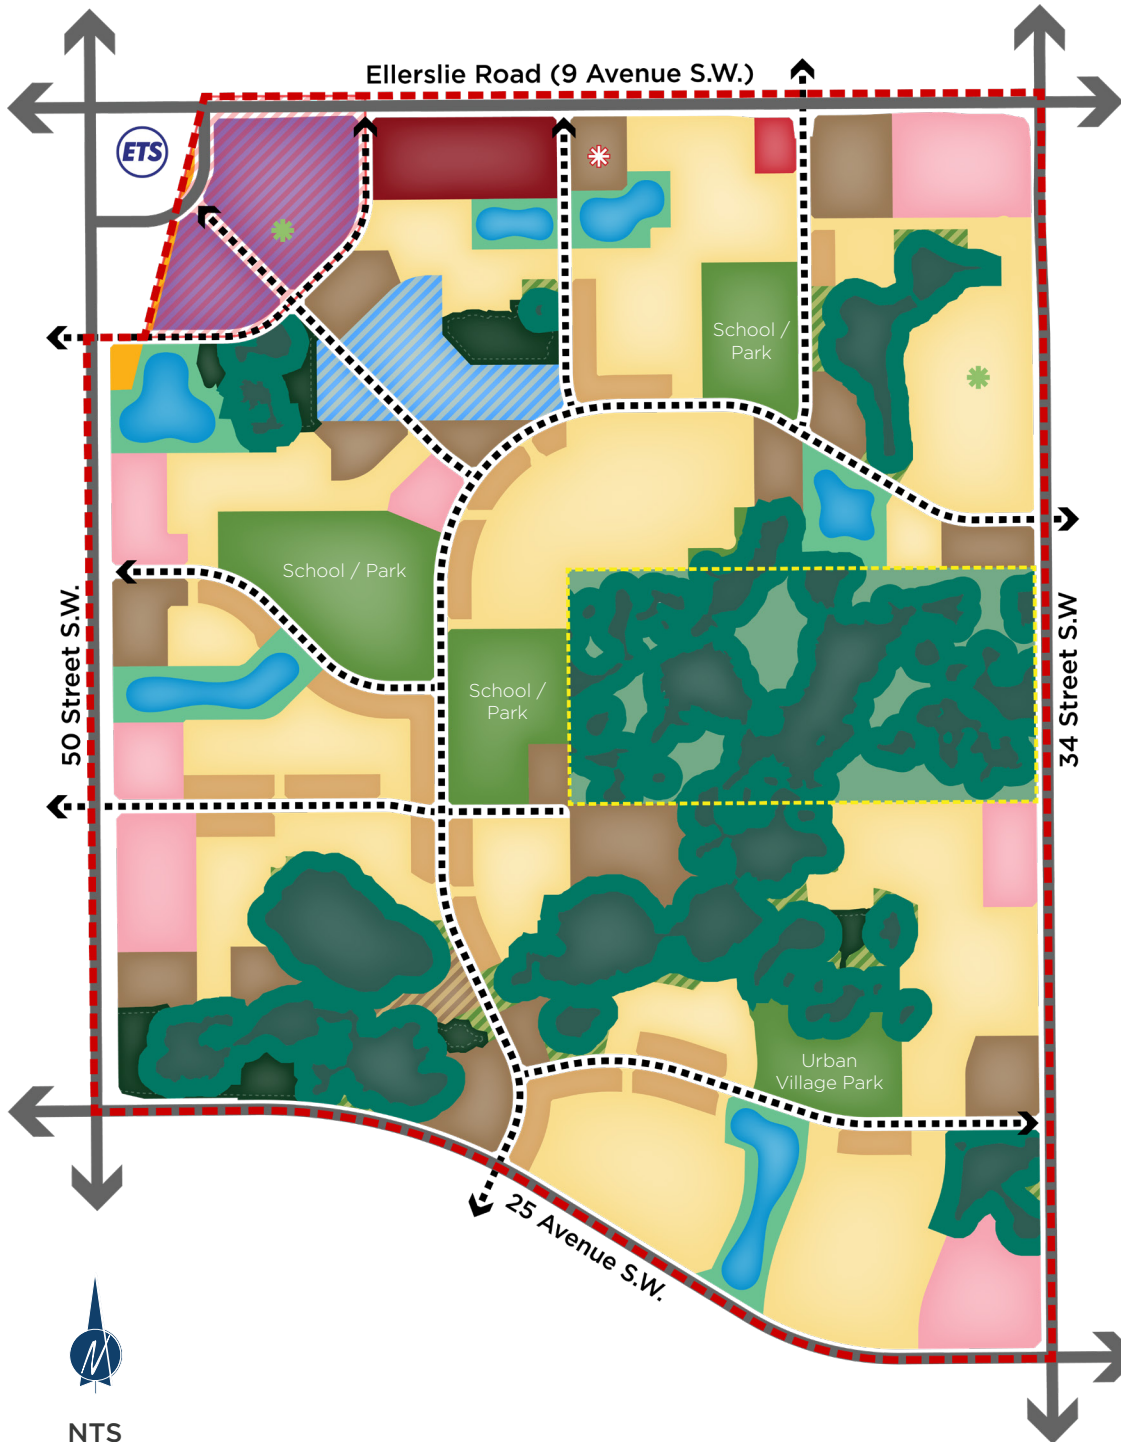 Ellerslie Road (9 Avenue S.W.)
ETS
School /
Park
School / Park
50 Street S.W.
School /
Park
34 Street S.W
Urban
Village Park
25 Avenue S.W.
NTS